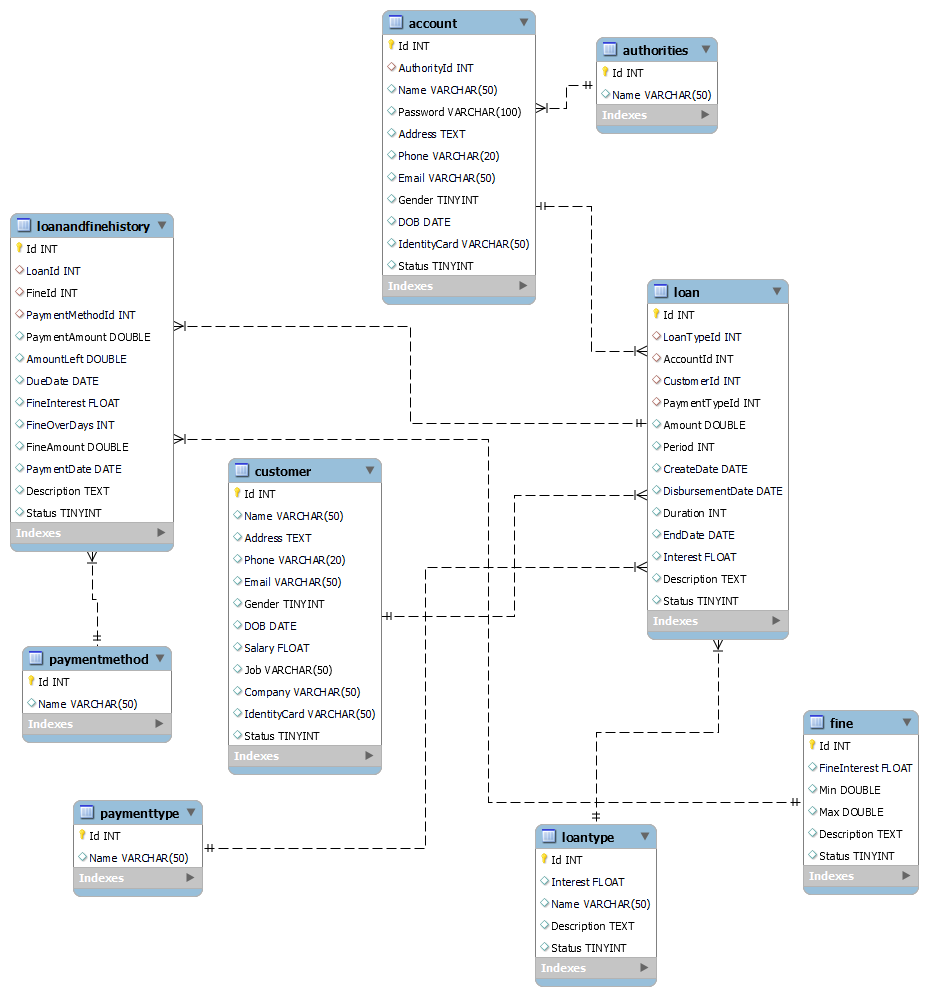 account
Id INT
AuthorityId INT
Name VARCHAR(50)
Password VARCHAR(100)
Address TEXT
Phone VARCHAR(20)
Email VARCHAR(50)
Gender TINYINT
DOB DATE
IdentityCard VARCHAR(50)
Status TINYINT
Indexes
authorities
Id INT
Name VARCHAR(50)
Indexes
loanandfinehistory
Id INT
LoanId INT
FineId INT
PaymentMethodId INT
PaymentAmount DOUBLE
AmountLeft DOUBLE
DueDate DATE
FineInterest FLOAT
FineOverDays INT
FineAmount DOUBLE
PaymentDate DATE
Description TEXT
Status TINYINT
Indexes
loan
Id INT
LoanTypeId INT
AccountId INT
CustomerId INT
PaymentTypeId INT
Amount DOUBLE
Period INT
CreateDate DATE
DisbursementDate DATE
Duration INT
EndDate DATE
Interest FLOAT
Description TEXT
Status TINYINT
Indexes
customer
Id INT
Name VARCHAR(50)
Address TEXT
Phone VARCHAR(20)
Email VARCHAR(50)
Gender TINYINT
DOB DATE
Salary FLOAT
Job VARCHAR(50)
Company VARCHAR(50)
IdentityCard VARCHAR(50)
Status TINYINT
Indexes
paymentmethod
Id INT
Name VARCHAR(50)
Indexes
paymenttype
Id INT
Name VARCHAR(50)
Indexes
loantype
Id INT
Interest FLOAT
Name VARCHAR(50)
Description TEXT
Status TINYINT
Indexes
fine
Id INT
FineInterest FLOAT
Min DOUBLE
Max DOUBLE
Description TEXT
Status TINYINT
Indexes